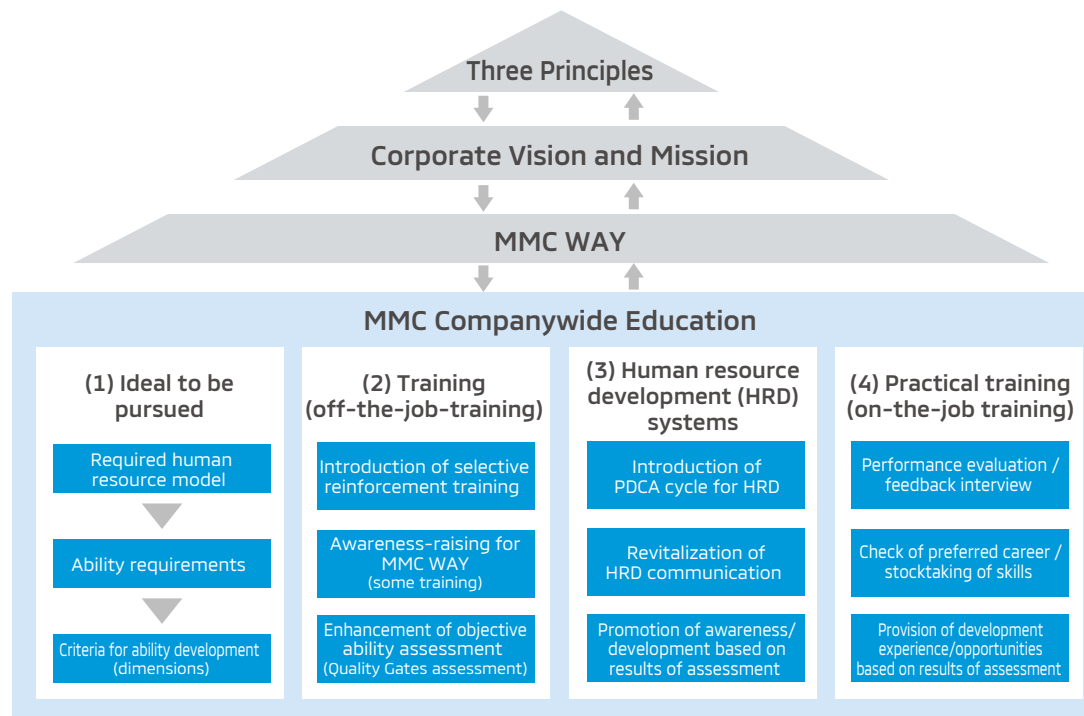 Three Principles
Corporate Vision and Mission
MMC WAY
MMC Companywide Education
(1) Ideal to be
pursued
Required human
resource model
Ability requirements
Criteria for ability development
(dimensions)
(2) Training
(off-the-job-training)
Introduction of selective
reinforcement training
Awareness-raising for
MMC WAY
(some training)
Enhancement of objective
ability assessment
(Quality Gates assessment)
(3) Human resource
development (HRD)
systems
Introduction of
PDCA cycle for HRD
Revitalization of
HRD communication
Promotion of awareness/
development based on
results of assessment
(4) Practical training
(on-the-job training)
Performance evaluation /
feedback interview
Check of preferred career /
stocktaking of skills
Provision of development
experience/opportunities
based on results of assessment